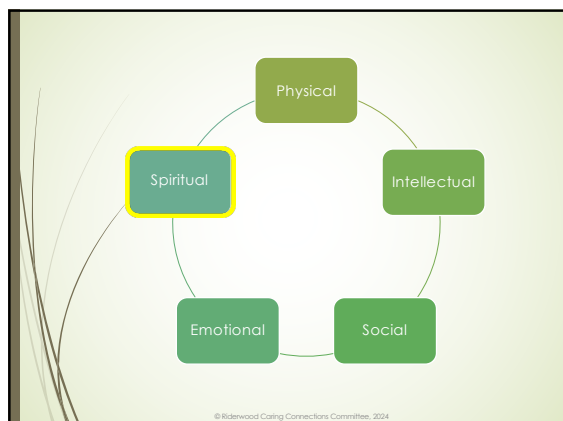 Physical
Spiritual
Intellectual
Emotional
Social
© Riderwood Caring Connections Committee, 2024